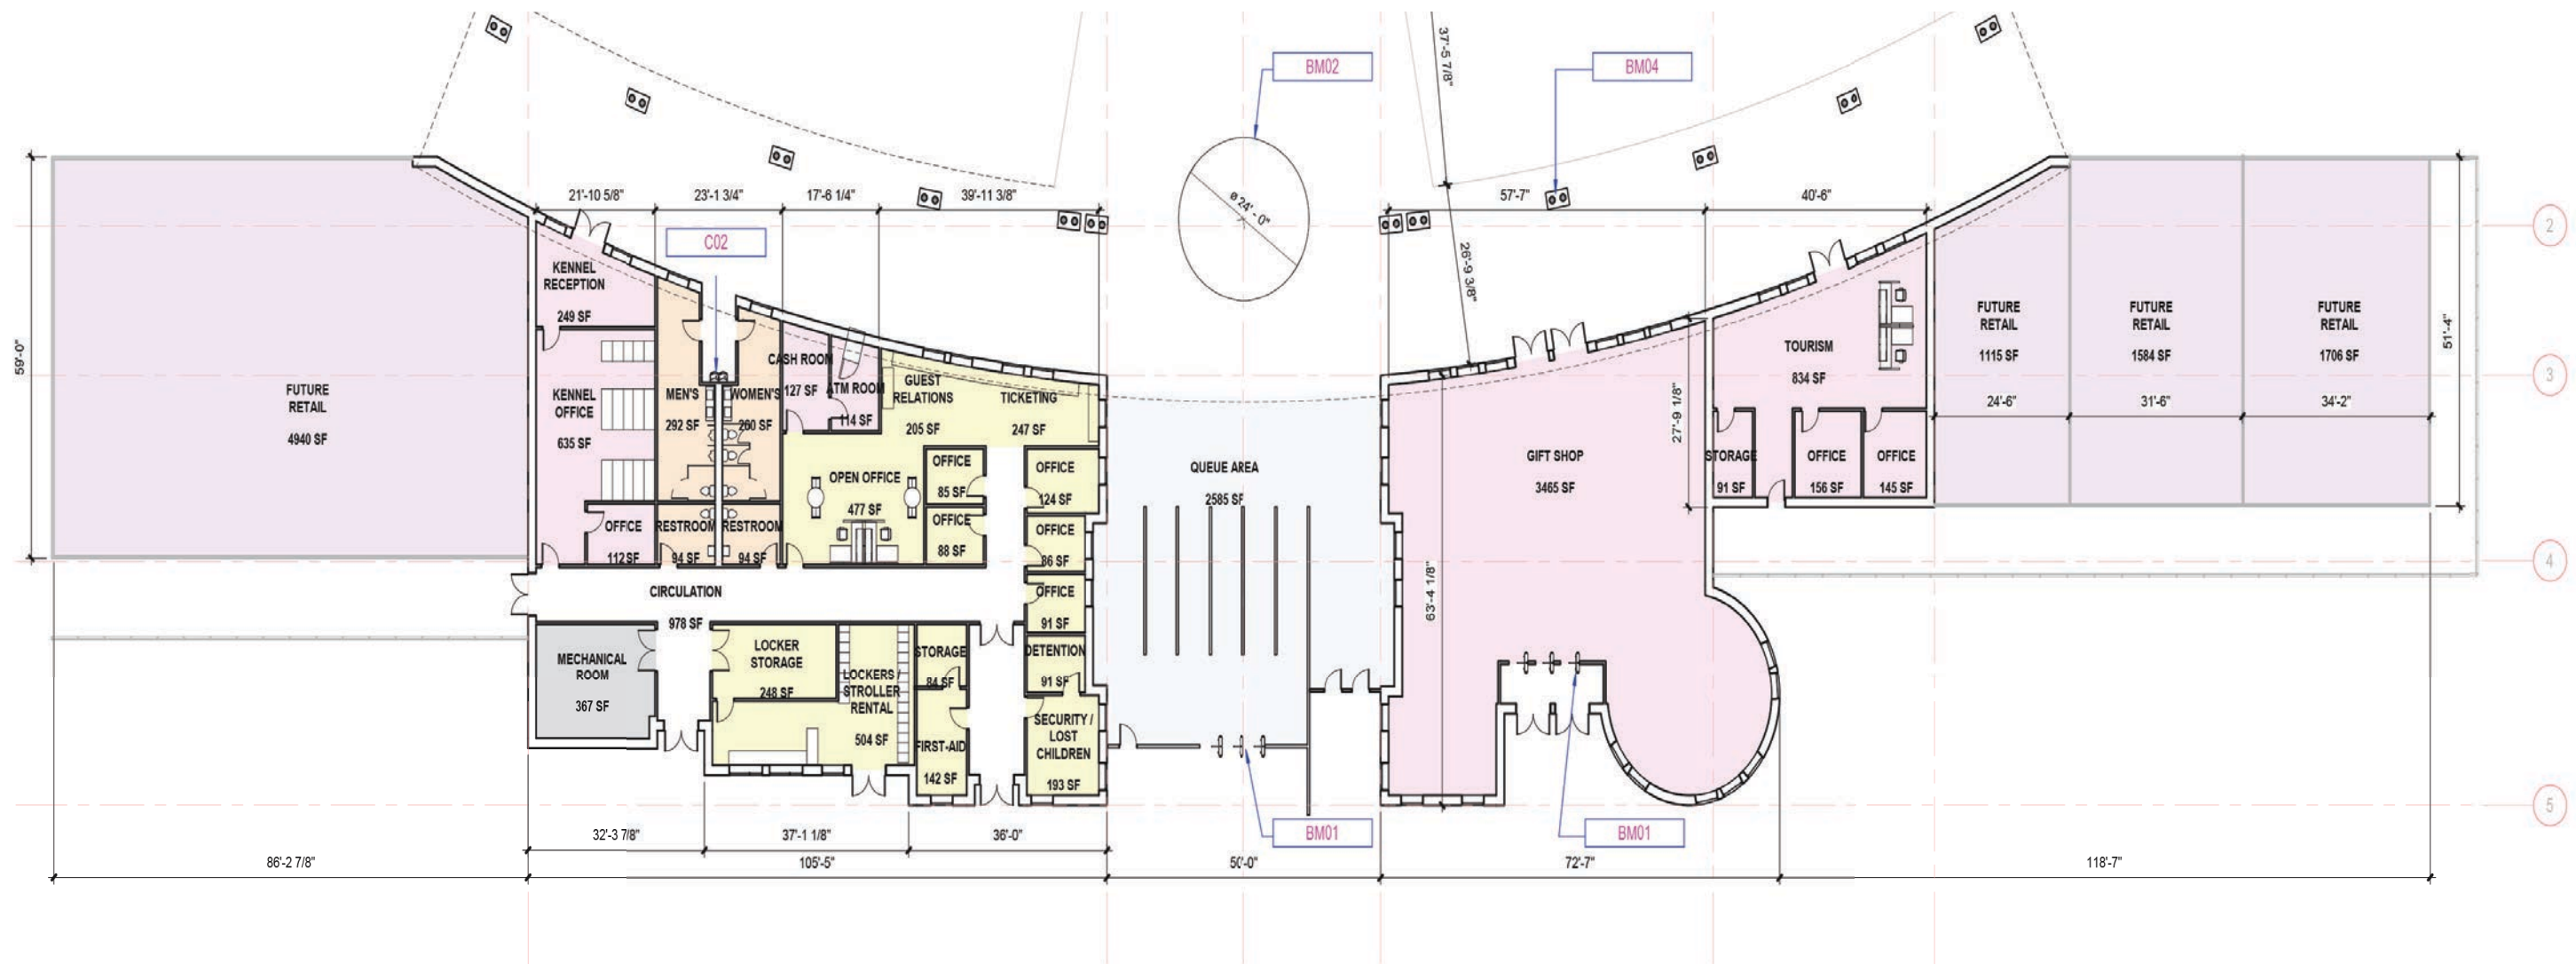 BM02
BM04
37'-5 7/8"
21'-10 5/8"
23'-1 3/4"
17'-6 1/4"
39'-11 3/8"
Ø 24' - 0"
57'-7"
40'-6"
2
C02
26'-9 3/8"
59'-0"
51'-4"
KENNEL
RECEPTION
249 SF
FUTURE
RETAIL
4940 SF
KENNEL
OFFICE
635 SF
MEN'S
292 SF
WOMEN'S
260 SF
CASH ROOM
127 SF
ATM ROOM
114 SF
GUEST
RELATIONS
205 SF
TICKETING
247 SF
TOURISM
834 SF
FUTURE
RETAIL
1115 SF
24'-6"
FUTURE
RETAIL
1584 SF
31'-6"
FUTURE
RETAIL
1706 SF
34'-2"
3
27'-9 1/8"
OPEN OFFICE
477 SF
OFFICE
85 SF
OFFICE
88 SF
OFFICE
124 SF
OFFICE
86 SF
OFFICE
91 SF
QUEUE AREA
2585 SF
GIFT SHOP
3465 SF
STORAGE
91 SF
OFFICE
156 SF
OFFICE
145 SF
OFFICE
112 SF
RESTROOM
94 SF
RESTROOM
94 SF
4
CIRCULATION
978 SF
63'-4 1/8"
MECHANICAL
ROOM
367 SF
LOCKER
STORAGE
248 SF
LOCKERS /
STROLLER
RENTAL
504 SF
STORAGE
84 SF
FIRST-AID
142 SF
DETENTION
91 SF
SECURITY /
LOST
CHILDREN
193 SF
5
32'-3 7/8"
37'-1 1/8"
36'-0"
BM01
BM01
86'-2 7/8"
105'-5"
50'-0"
72'-7"
118'-7"